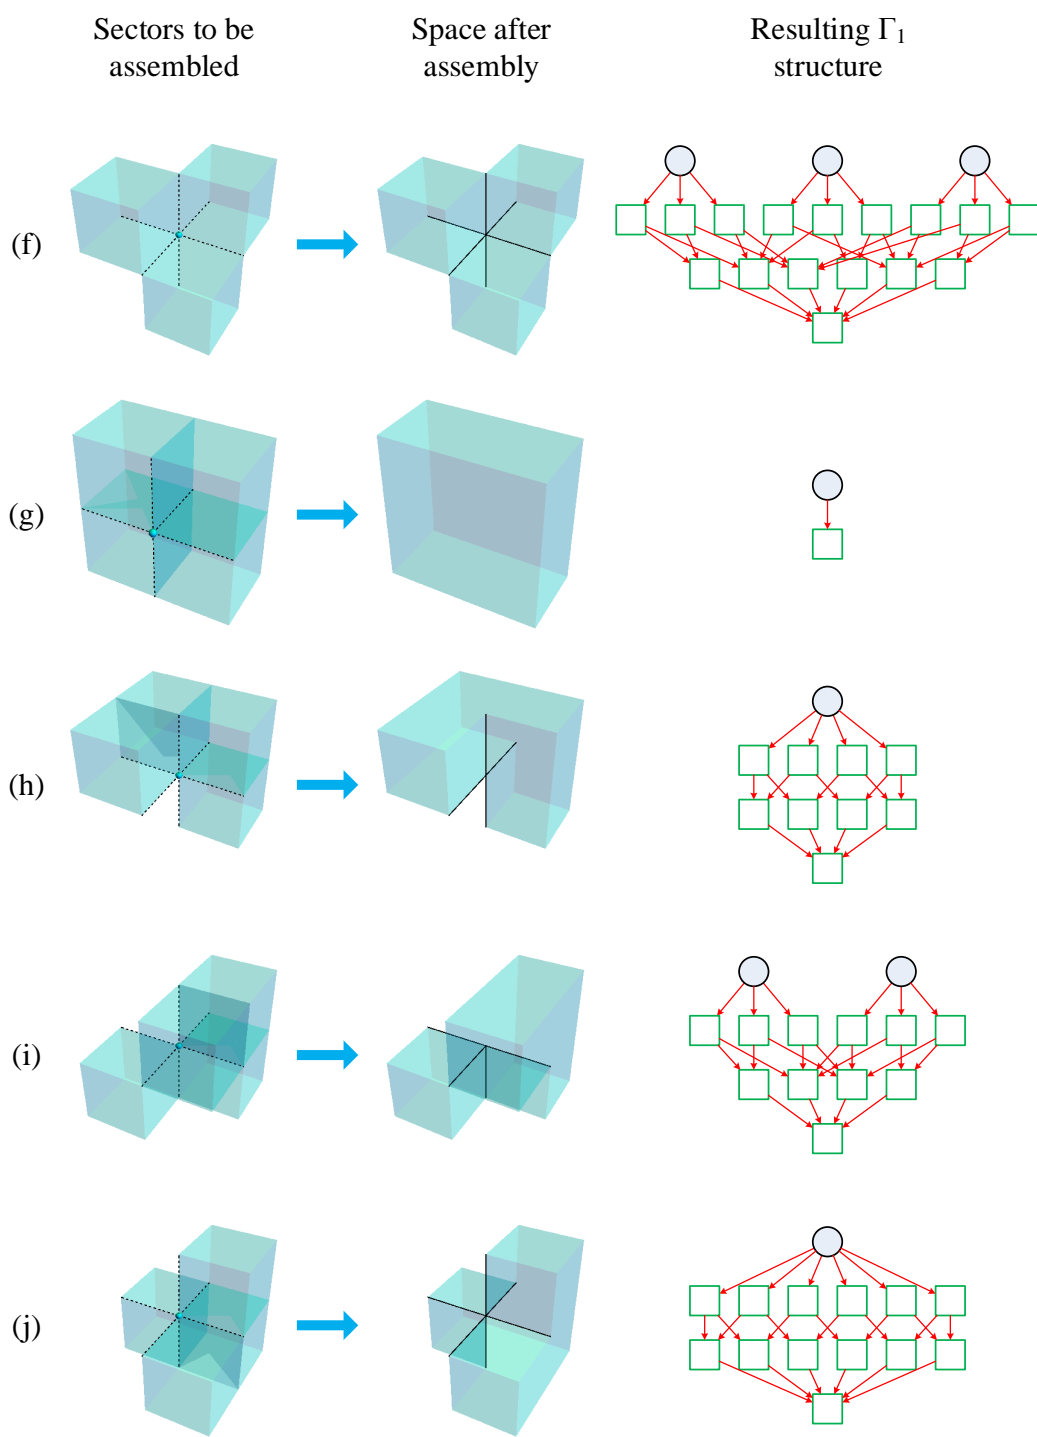 Sectors to be
assembled
Space after
assembly
Resulting Γ₁
structure
(f)
(g)
(h)
(i)
(j)